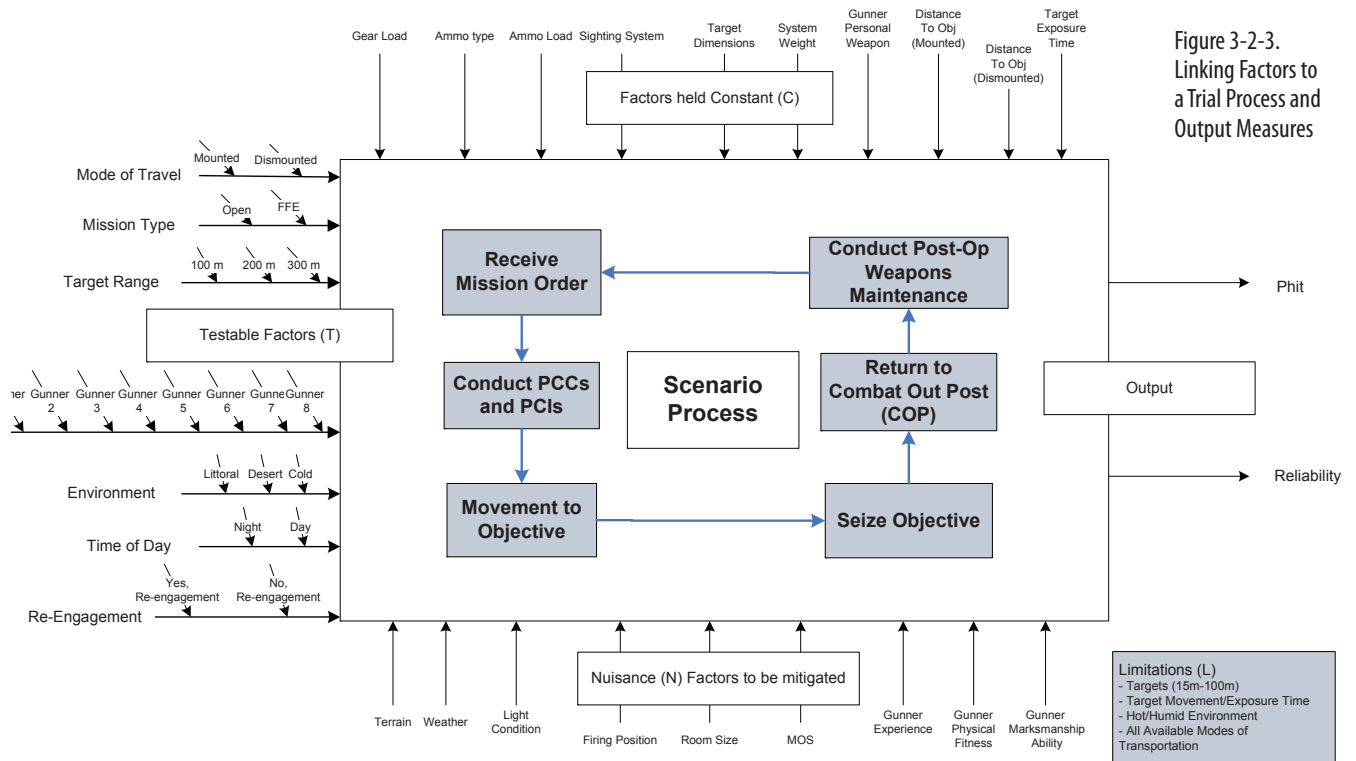 Figure 3-2-3.
Linking Factors to
a Trial Process and
Output Measures
Gear Load
Ammo type
Ammo Load
Sighting System
Target
Dimensions
System
Weight
Gunner
Personal
Weapon
Distance
To Obj
(Mounted)
Distance
To Obj
(Dismounted)
Target
Exposure
Time
Factors held Constant (C)
Mode of Travel
Mounted
Dismounted
Mission Type
Open
FFE
Target Range
100 m
200 m
300 m
Testable Factors (T)
ner
Gunner
2
Gunner
3
Gunner
4
Gunner
5
Gunner
6
Gunne
7
Gunner
8
Environment
Littoral
Desert
Cold
Time of Day
Night
Day
Re-Engagement
Yes,
Re-engagement
No,
Re-engagement
Receive
Mission Order
Conduct PCCs
and PCIs
Movement to
Objective
Scenario
Process
Conduct Post-Op
Weapons
Maintenance
Return to
Combat Out Post
(COP)
Seize Objective
Phit
Output
Reliability
Nuisance (N) Factors to be mitigated
Terrain
Weather
Light
Condition
Firing Position
Room Size
MOS
Gunner
Experience
Gunner
Physical
Fitness
Gunner
Marksmanship
Ability
Limitations (L)
- Targets (15m-100m)
- Target Movement/Exposure Time
- Hot/Humid Environment
- All Available Modes of
Transportation